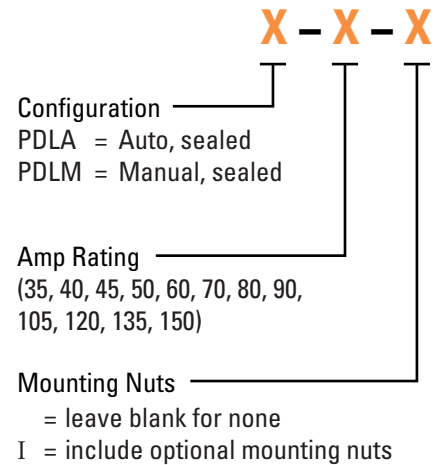 X – X – X
Configuration
PDLA = Auto, sealed
PDLM = Manual, sealed
Amp Rating
(35, 40, 45, 50, 60, 70, 80, 90,
105, 120, 135, 150)
Mounting Nuts
= leave blank for none
I = include optional mounting nuts